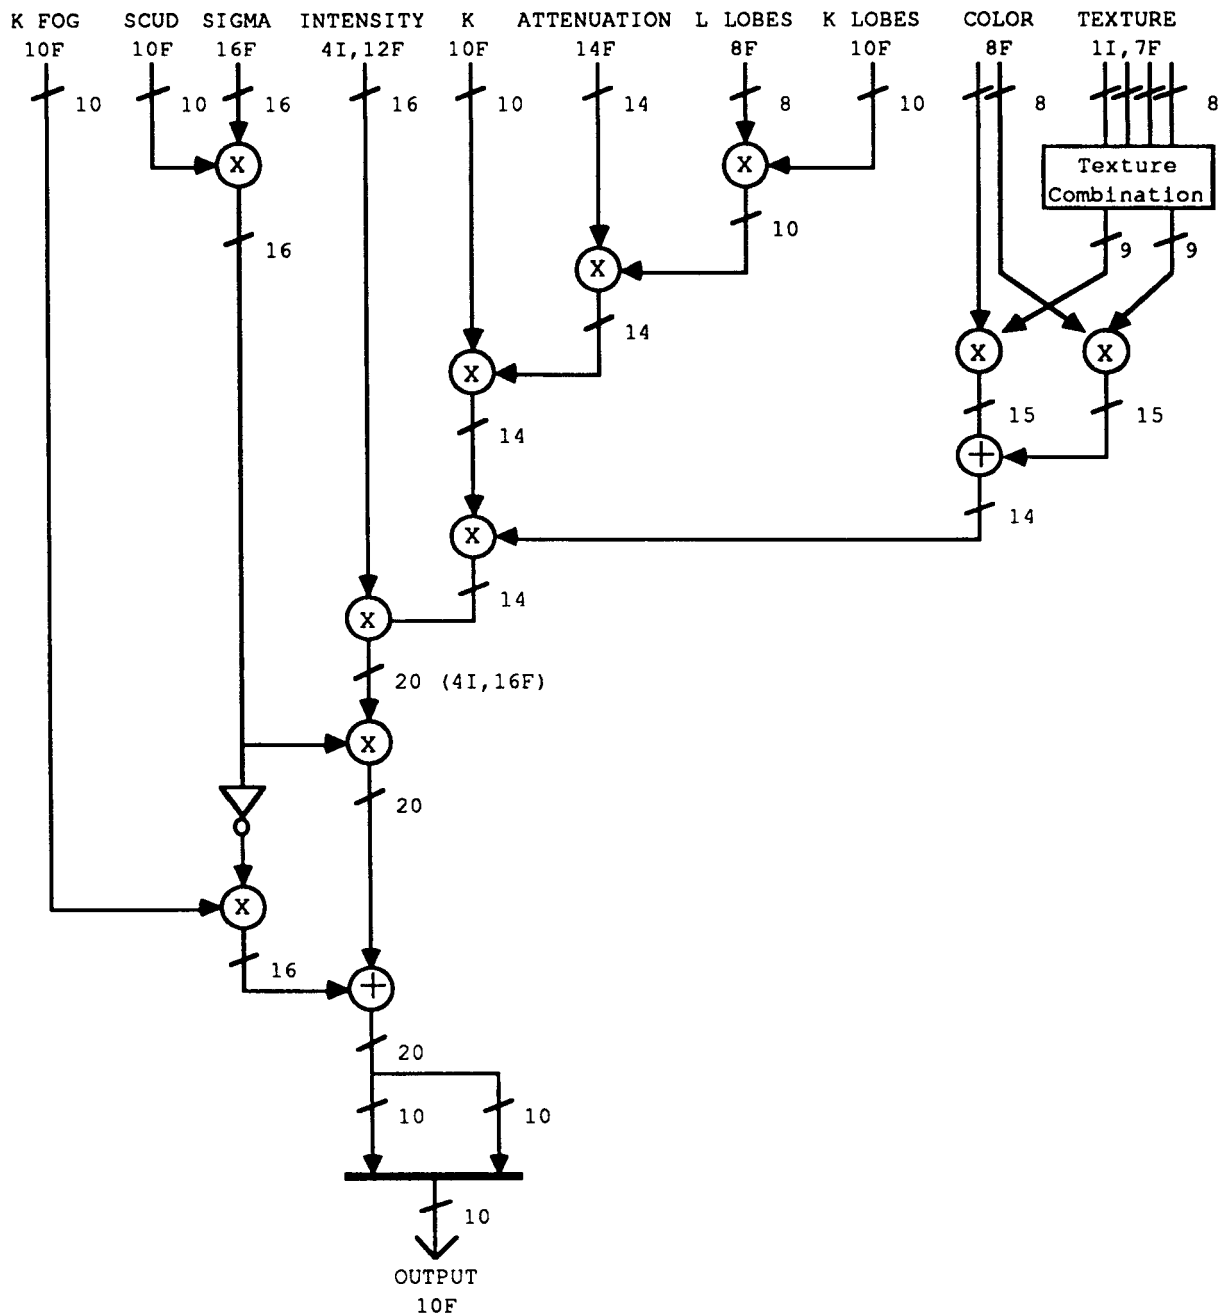 K FOG SCUD SIGMA INTENSITY K ATTENUATION L LOBES K LOBES COLOR TEXTURE
10F 10F 16F 4I,12F 10F 14F 8F 10F 8F 1I,7F
10 10 16 16 10 14 8 10 8 8
X X Texture
Combination
16 10 9 9
X
14 X X
X
14 15 15
+
14
X
14
X
20 (4I,16F)
X
20
X
16 +
20
10 10
10
OUTPUT
10F